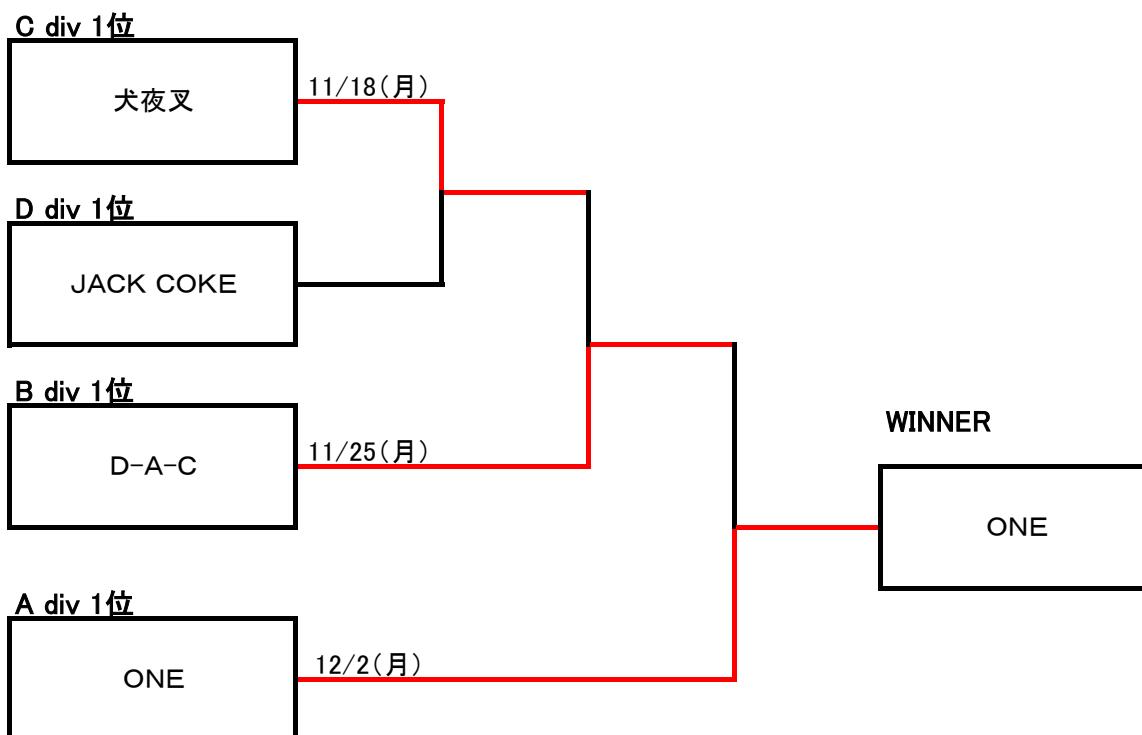 C div 1位
犬夜叉
11/18(月)
D div 1位
JACK COKE
B div 1位
D-A-C
11/25(月)
WINNER
ONE
A div 1位
ONE
12/2(月)